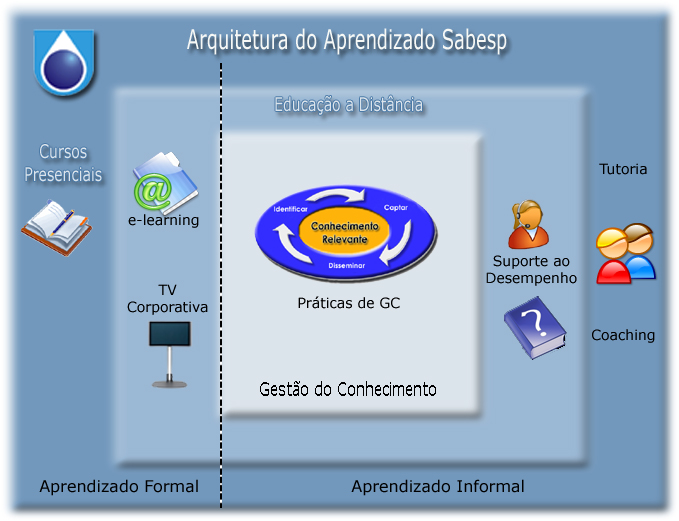 Arquitetura do Aprendizado Sabesp
Educação a Distância
Cursos
Presenciais
e-learning
TV
Corporativa
Identificar
Captar
Conhecimento
Relevante
Disseminar
Práticas de GC
Gestão do Conhecimento
Suporte ao
Desempenho
?
Tutoria
Coaching
Aprendizado Formal
Aprendizado Informal